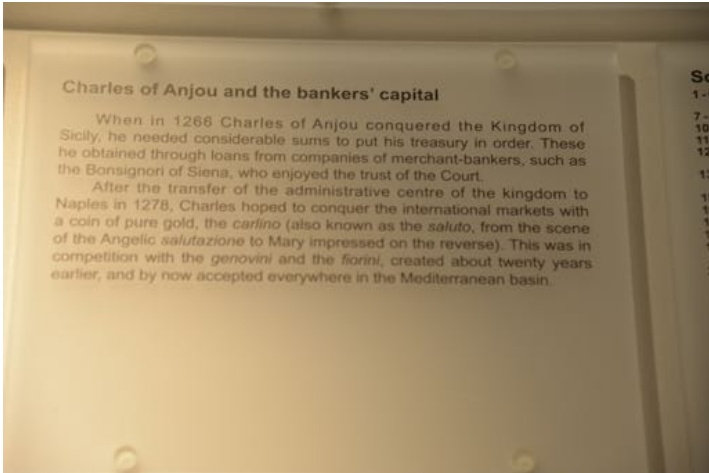 Charles of Anjou and the bankers' capital
When in 1266 Charles of Anjou conquered the Kingdom of
Sicily, he needed considerable sums to put his treasury in order. These
he obtained through loans from companies of merchant-bankers, such as
the Bonsignori of Siena, who enjoyed the trust of the Court.
After the transfer of the administrative centre of the kingdom to
Naples in 1278, Charles hoped to conquer the international markets with
a coin of pure gold, the carlino (also known as the saluto, from the scene
of the Angelic salutazione to Mary impressed on the reverse). This was in
competition with the genovini and the fiorini, created about twenty years
earlier, and by now accepted everywhere in the Mediterranean basin.
7-
10
11
12